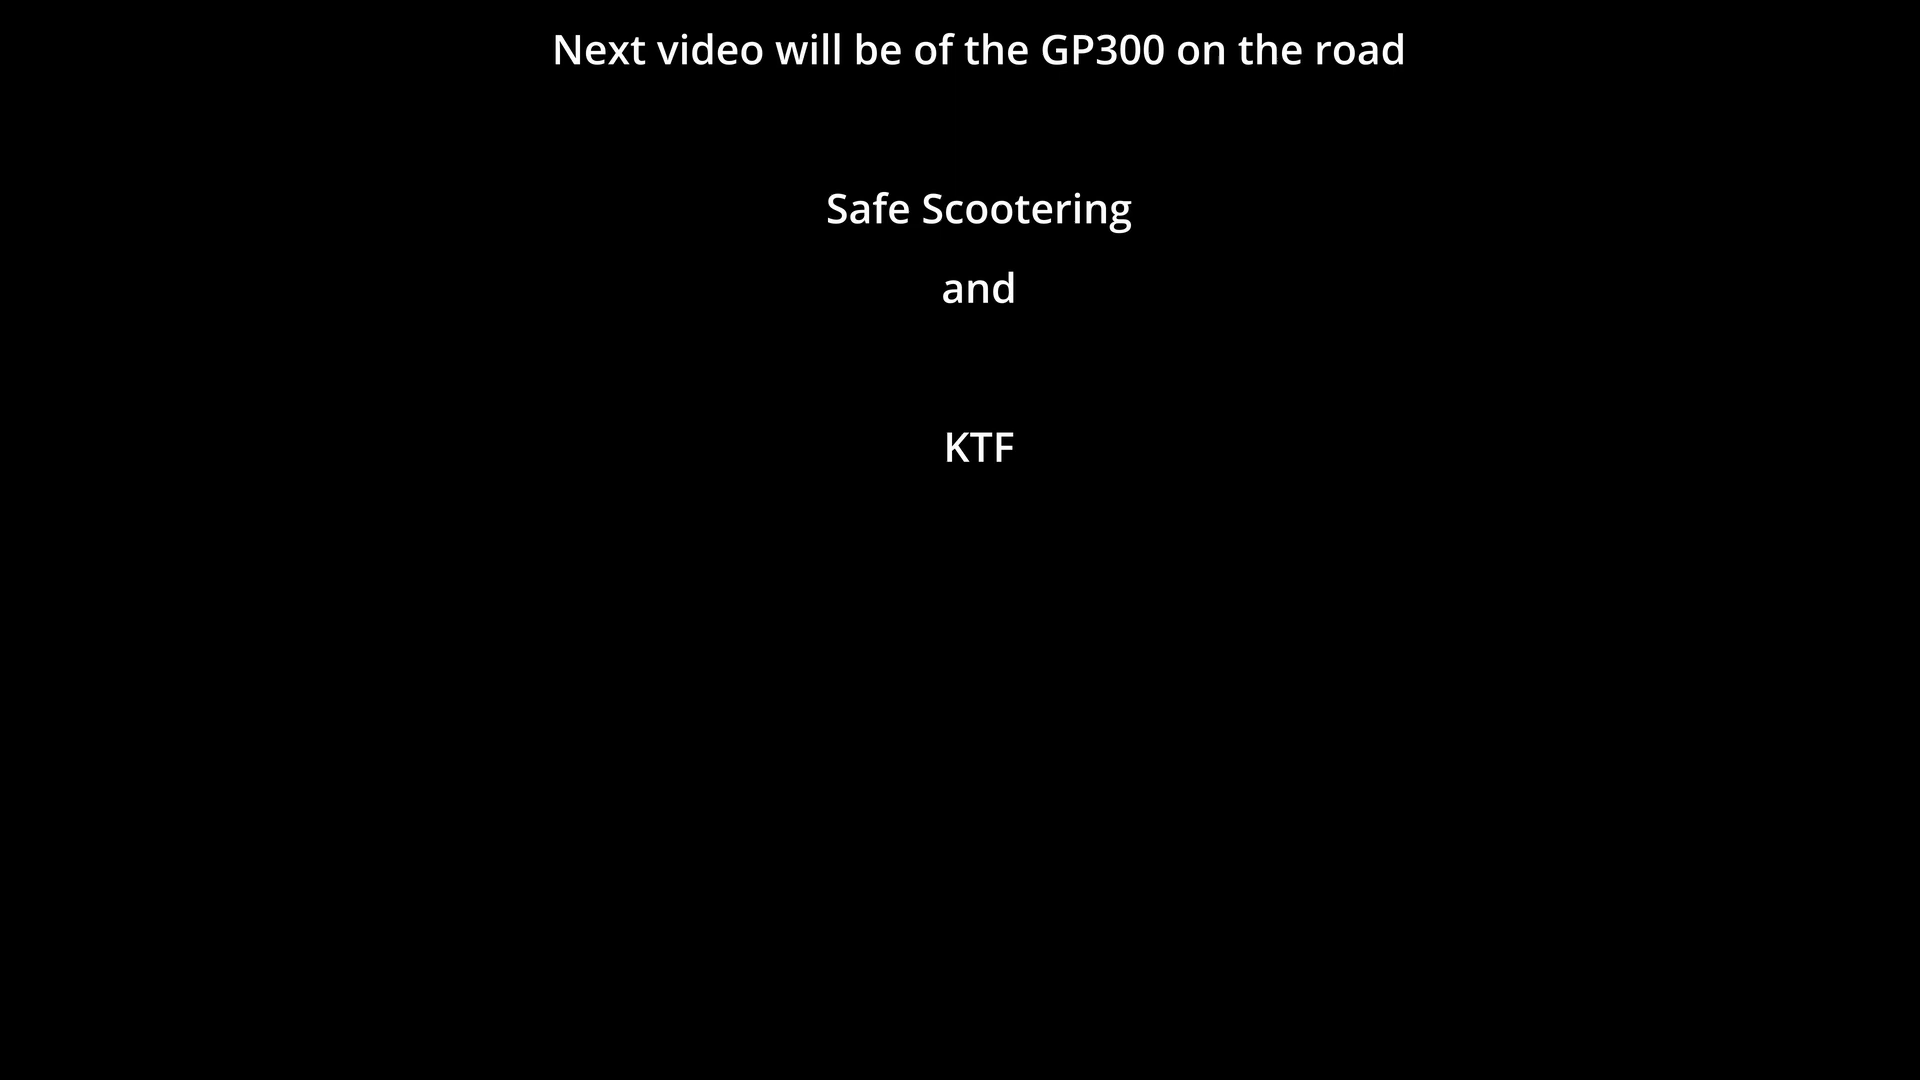 Next video will be of the GP300 on the road
Safe Scootering
and
KTF